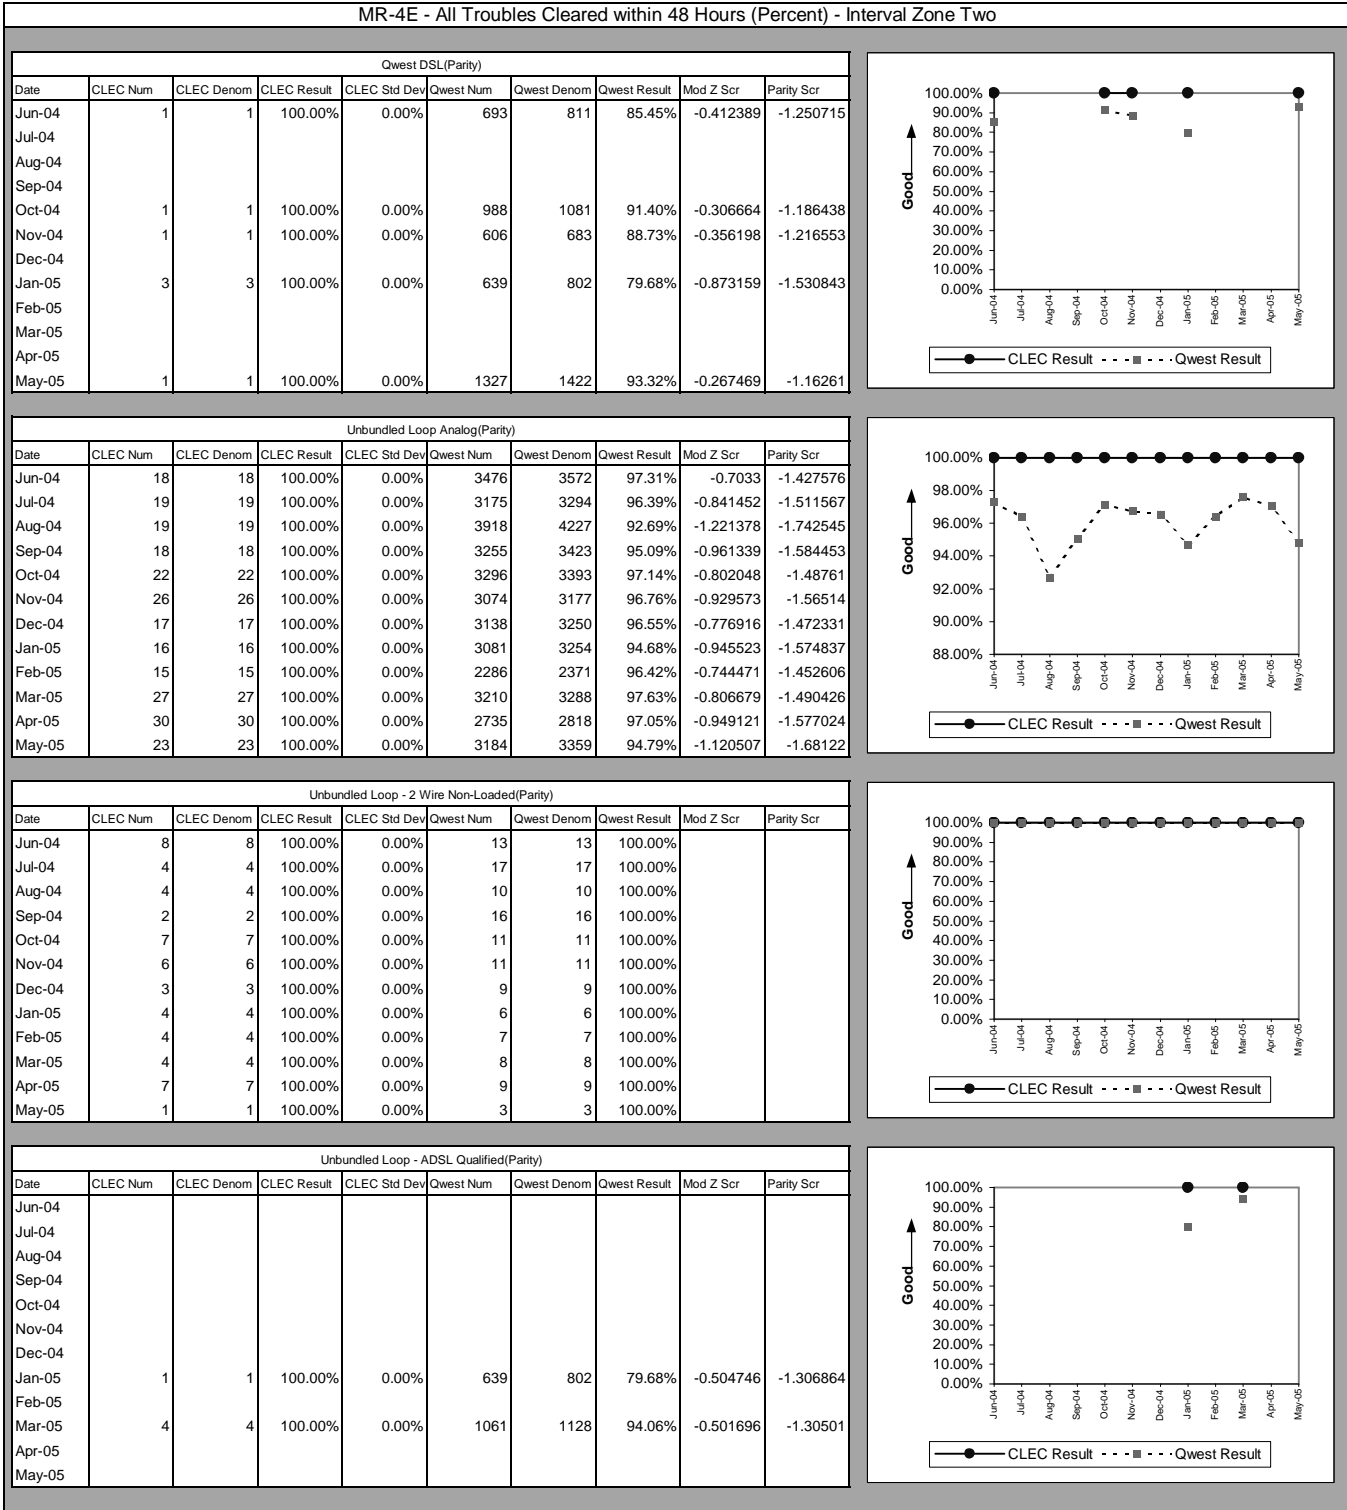 MR-4E - All Troubles Cleared within 48 Hours (Percent) - Interval Zone Two
Qwest DSL(Parity)
Date CLEC Num CLEC Denom CLEC Result CLEC Std Dev Qwest Num Qwest Denom Qwest Result Mod Z Scr Parity Scr
Jun-04 1 1 100.00% 0.00% 693 811 85.45% -0.412389 -1.250715
Jul-04
Aug-04
Sep-04
Oct-04 1 1 100.00% 0.00% 988 1081 91.40% -0.306664 -1.186438
Nov-04 1 1 100.00% 0.00% 606 683 88.73% -0.356198 -1.216553
Dec-04
Jan-05 3 3 100.00% 0.00% 639 802 79.68% -0.873159 -1.530843
Feb-05
Mar-05
Apr-05
May-05 1 1 100.00% 0.00% 1327 1422 93.32% -0.267469 -1.16261
Good
100.00%
90.00%
80.00%
70.00%
60.00%
50.00%
40.00%
30.00%
20.00%
10.00%
0.00%
Jun-04 Jul-04 Aug-04 Sep-04 Oct-04 Nov-04 Dec-04 Jan-05 Feb-05 Mar-05 Apr-05 May-05
CLEC Result Qwest Result
Unbundled Loop Analog(Parity)
Date CLEC Num CLEC Denom CLEC Result CLEC Std Dev Qwest Num Qwest Denom Qwest Result Mod Z Scr Parity Scr
Jun-04 18 18 100.00% 0.00% 3476 3572 97.31% -0.7033 -1.427576
Jul-04 19 19 100.00% 0.00% 3175 3294 96.39% -0.841452 -1.511567
Aug-04 19 19 100.00% 0.00% 3918 4227 92.69% -1.221378 -1.742545
Sep-04 18 18 100.00% 0.00% 3255 3423 95.09% -0.961339 -1.584453
Oct-04 22 22 100.00% 0.00% 3296 3393 97.14% -0.802048 -1.48761
Nov-04 26 26 100.00% 0.00% 3074 3177 96.76% -0.929573 -1.56514
Dec-04 17 17 100.00% 0.00% 3138 3250 96.55% -0.776916 -1.472331
Jan-05 16 16 100.00% 0.00% 3081 3254 94.68% -0.945523 -1.574837
Feb-05 15 15 100.00% 0.00% 2286 2371 96.42% -0.744471 -1.452606
Mar-05 27 27 100.00% 0.00% 3210 3288 97.63% -0.806679 -1.490426
Apr-05 30 30 100.00% 0.00% 2735 2818 97.05% -0.949121 -1.577024
May-05 23 23 100.00% 0.00% 3184 3359 94.79% -1.120507 -1.68122
Good
100.00%
98.00%
96.00%
94.00%
92.00%
90.00%
88.00%
Jun-04 Jul-04 Aug-04 Sep-04 Oct-04 Nov-04 Dec-04 Jan-05 Feb-05 Mar-05 Apr-05 May-05
CLEC Result Qwest Result
Unbundled Loop - 2 Wire Non-Loaded(Parity)
Date CLEC Num CLEC Denom CLEC Result CLEC Std Dev Qwest Num Qwest Denom Qwest Result Mod Z Scr Parity Scr
Jun-04 8 8 100.00% 0.00% 13 13 100.00%
Jul-04 4 4 100.00% 0.00% 17 17 100.00%
Aug-04 4 4 100.00% 0.00% 10 10 100.00%
Sep-04 2 2 100.00% 0.00% 16 16 100.00%
Oct-04 7 7 100.00% 0.00% 11 11 100.00%
Nov-04 6 6 100.00% 0.00% 11 11 100.00%
Dec-04 3 3 100.00% 0.00% 9 9 100.00%
Jan-05 4 4 100.00% 0.00% 6 6 100.00%
Feb-05 4 4 100.00% 0.00% 7 7 100.00%
Mar-05 4 4 100.00% 0.00% 8 8 100.00%
Apr-05 7 7 100.00% 0.00% 9 9 100.00%
May-05 1 1 100.00% 0.00% 3 3 100.00%
Good
100.00%
90.00%
80.00%
70.00%
60.00%
50.00%
40.00%
30.00%
20.00%
10.00%
0.00%
Jun-04 Jul-04 Aug-04 Sep-04 Oct-04 Nov-04 Dec-04 Jan-05 Feb-05 Mar-05 Apr-05 May-05
CLEC Result Qwest Result
Unbundled Loop - ADSL Qualified(Parity)
Date CLEC Num CLEC Denom CLEC Result CLEC Std Dev Qwest Num Qwest Denom Qwest Result Mod Z Scr Parity Scr
Jun-04
Jul-04
Aug-04
Sep-04
Oct-04
Nov-04
Dec-04
Jan-05 1 1 100.00% 0.00% 639 802 79.68% -0.504746 -1.306864
Feb-05
Mar-05 4 4 100.00% 0.00% 1061 1128 94.06% -0.501696 -1.30501
Apr-05
May-05
Good
100.00%
90.00%
80.00%
70.00%
60.00%
50.00%
40.00%
30.00%
20.00%
10.00%
0.00%
Jun-04 Jul-04 Aug-04 Sep-04 Oct-04 Nov-04 Dec-04 Jan-05 Feb-05 Mar-05 Apr-05 May-05
CLEC Result Qwest Result